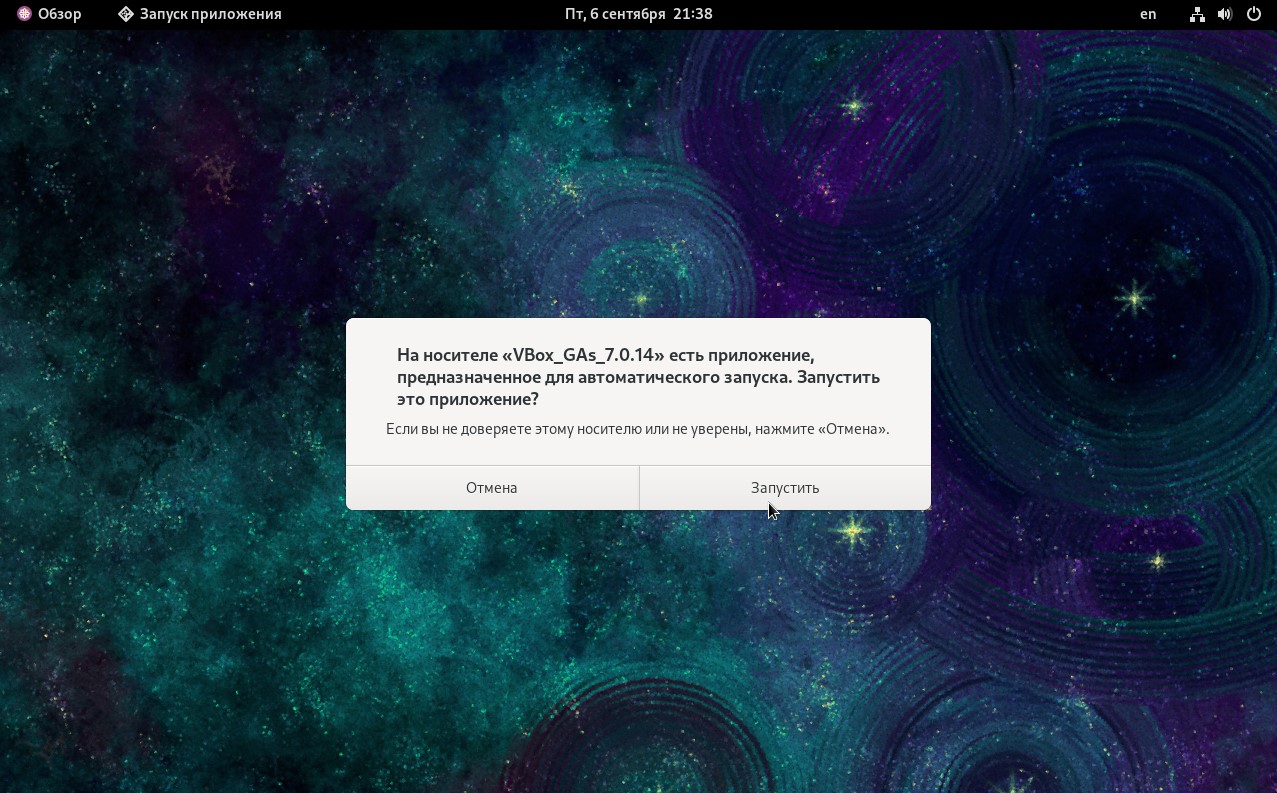 Обзор Запуск приложения Пт, 6 сентября 21:38 en
На носителе «VBox_GAs_7.0.14» есть приложение,
предназначенное для автоматического запуска. Запустить
это приложение?
Если вы не доверяете этому носителю или не уверены, нажмите «Отмена».
Отмена Запустить